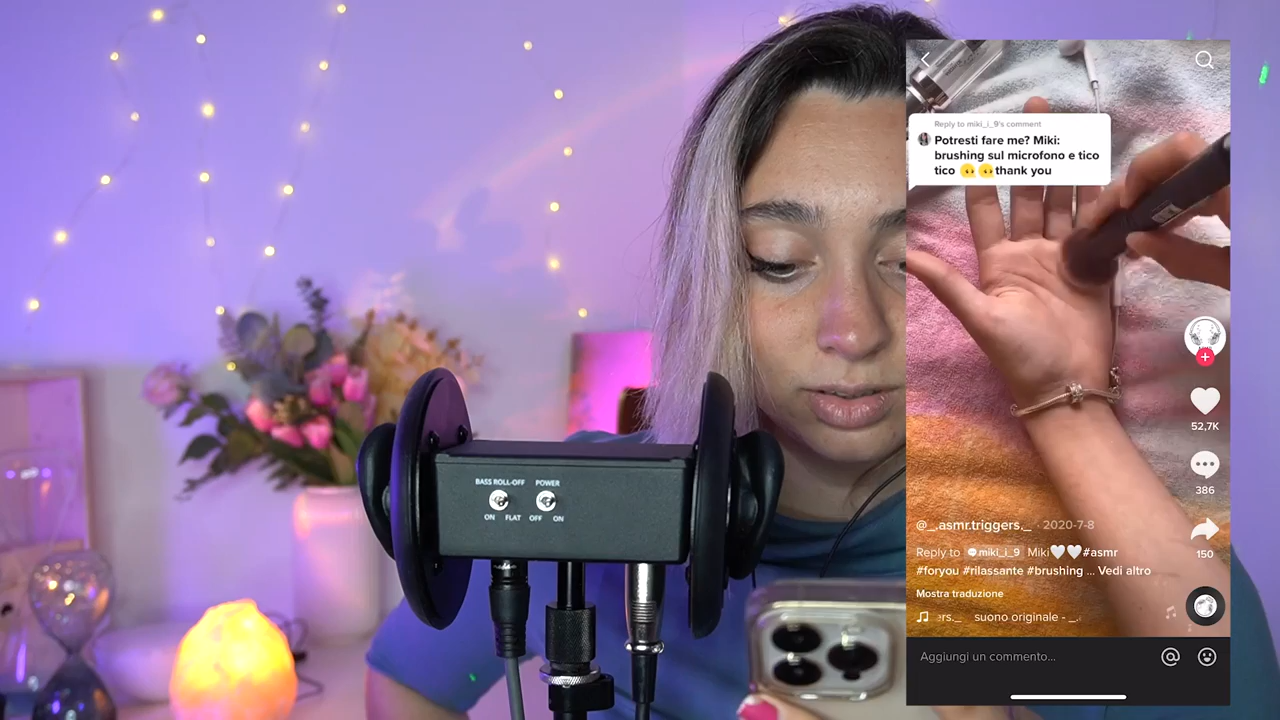 BASS ROLL-OFF POWER
ON FLAT OFF ON
Reply to miki_i_9's comment
Potresti fare me? Miki:
brushing sul microfono e tico
tico 😶😶thank you
52,7K
386
150
@_.asmr.triggers._ · 2020-7-8
Reply to miki_i_9 Miki🤍🤍#asmr
#foryou #rilassante #brushing ... Vedi altro
Mostra traduzione
ers._ suono originale - _.
Aggiungi un commento...